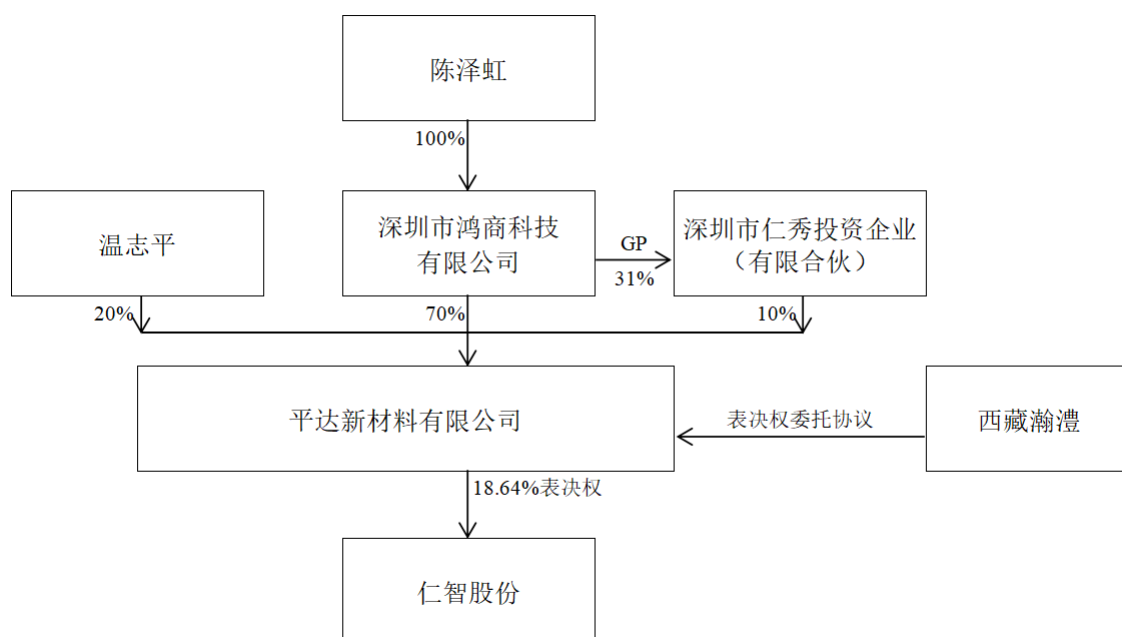 陈泽虹
100%
温志平
深圳市鸿商科技
有限公司
GP
31%
深圳市仁秀投资企业
（有限合伙）
20%
70%
10%
平达新材料有限公司
表决权委托协议
西藏瀚澧
18.64%表决权
仁智股份